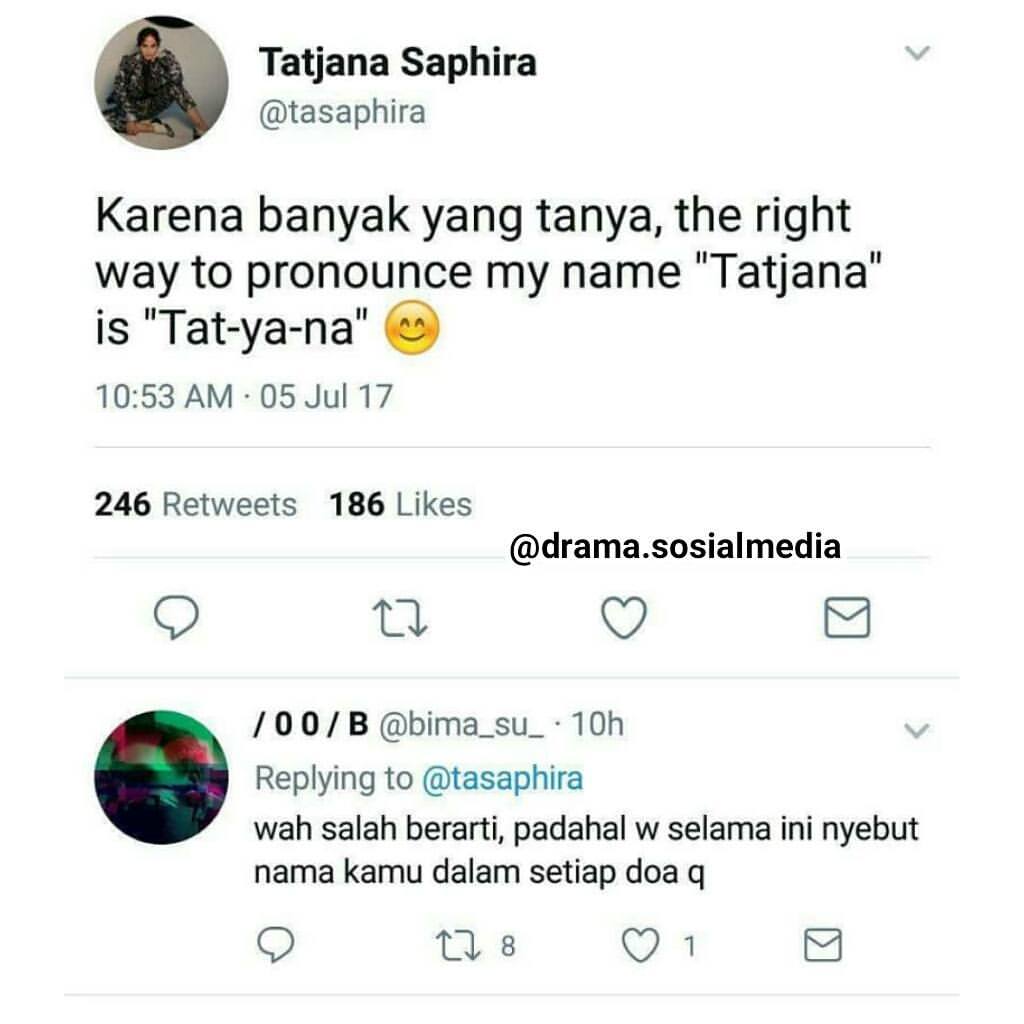 Tatjana Saphira
@tasaphira
Karena banyak yang tanya, the right
way to pronounce my name "Tatjana"
is "Tat-ya-na" 😊
10:53 AM · 05 Jul 17
246 Retweets 186 Likes
@drama.sosialmedia
/ 0 0 / B @bima_su_ · 10h
Replying to @tasaphira
wah salah berarti, padahal w selama ini nyebut
nama kamu dalam setiap doa q
8 1